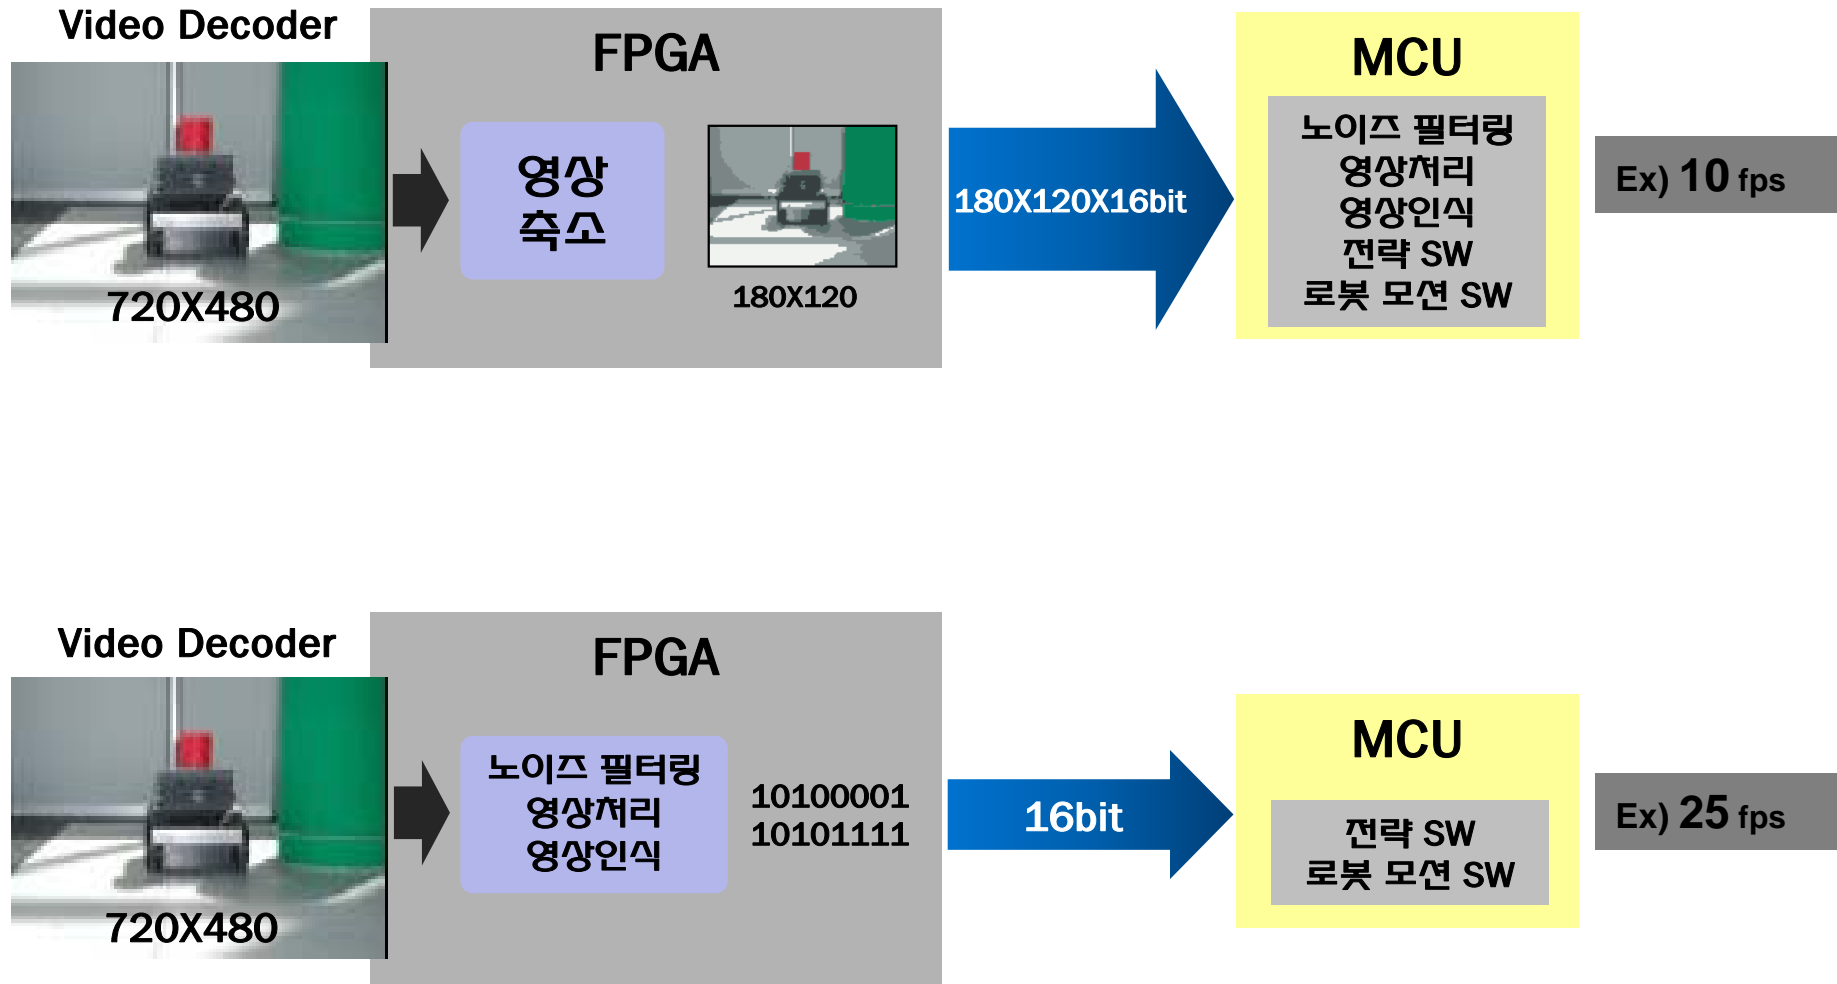 Video Decoder
FPGA
MCU
720X480
영상
축소
180X120
180X120X16bit
노이즈 필터링
영상처리
영상인식
전략 SW
로봇 모션 SW
Ex) 10 fps
Video Decoder
FPGA
MCU
720X480
노이즈 필터링
영상처리
영상인식
10100001
10101111
16bit
전략 SW
로봇 모션 SW
Ex) 25 fps